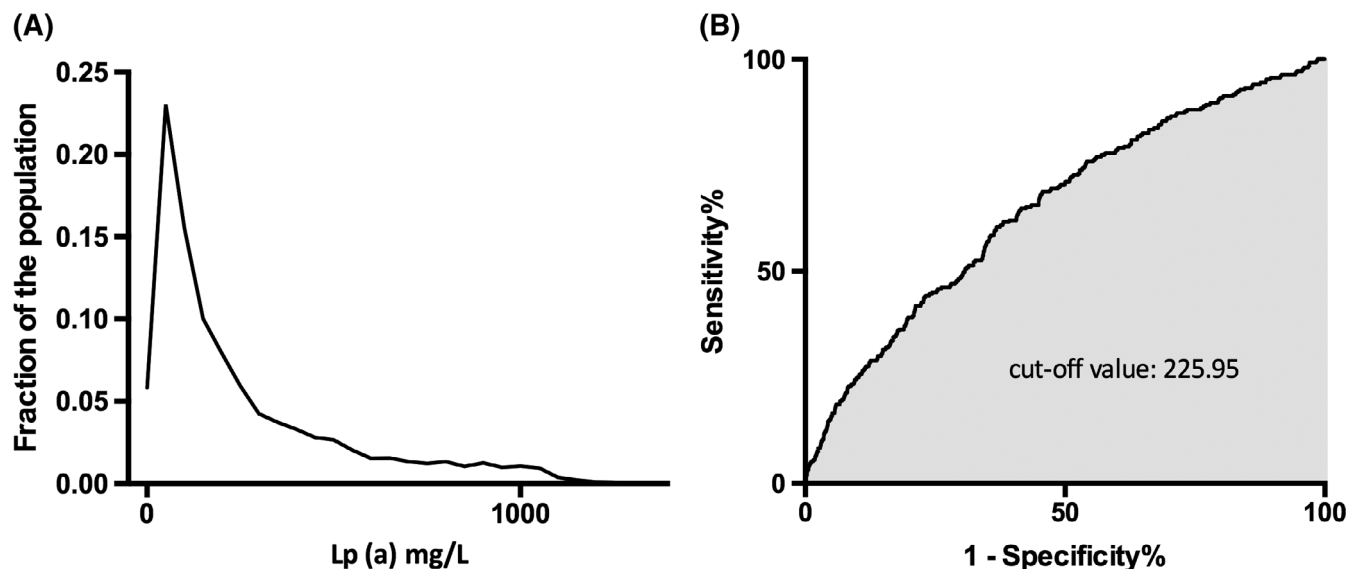 (A)
Fraction of the population
0.25
0.20
0.15
0.10
0.05
0.00
0
1000
Lp (a) mg/L
(B)
Sensitivity%
100
50
0
cut-off value: 225.95
0
50
100
1 - Specificity%